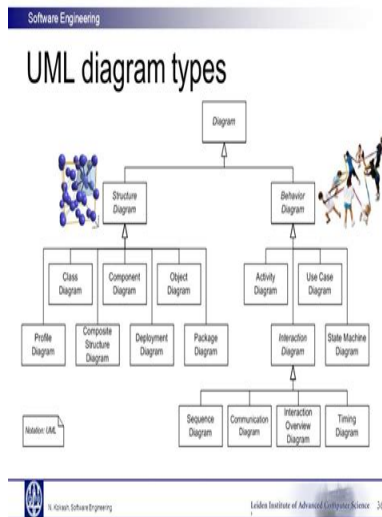 Software Engineering
UML diagram types
Diagram
Structure
Diagram
Behavior
Diagram
Class
Diagram
Component
Diagram
Object
Diagram
Activity
Diagram
Use Case
Diagram
Profile
Diagram
Composite
Structure
Diagram
Deployment
Diagram
Package
Diagram
Interaction
Diagram
State Machine
Diagram
Sequence
Diagram
Communication
Diagram
Interaction
Overview
Diagram
Timing
Diagram
Notation: UML
N. Kokash, Software Engineering
Leiden Institute of Advanced Computer Science